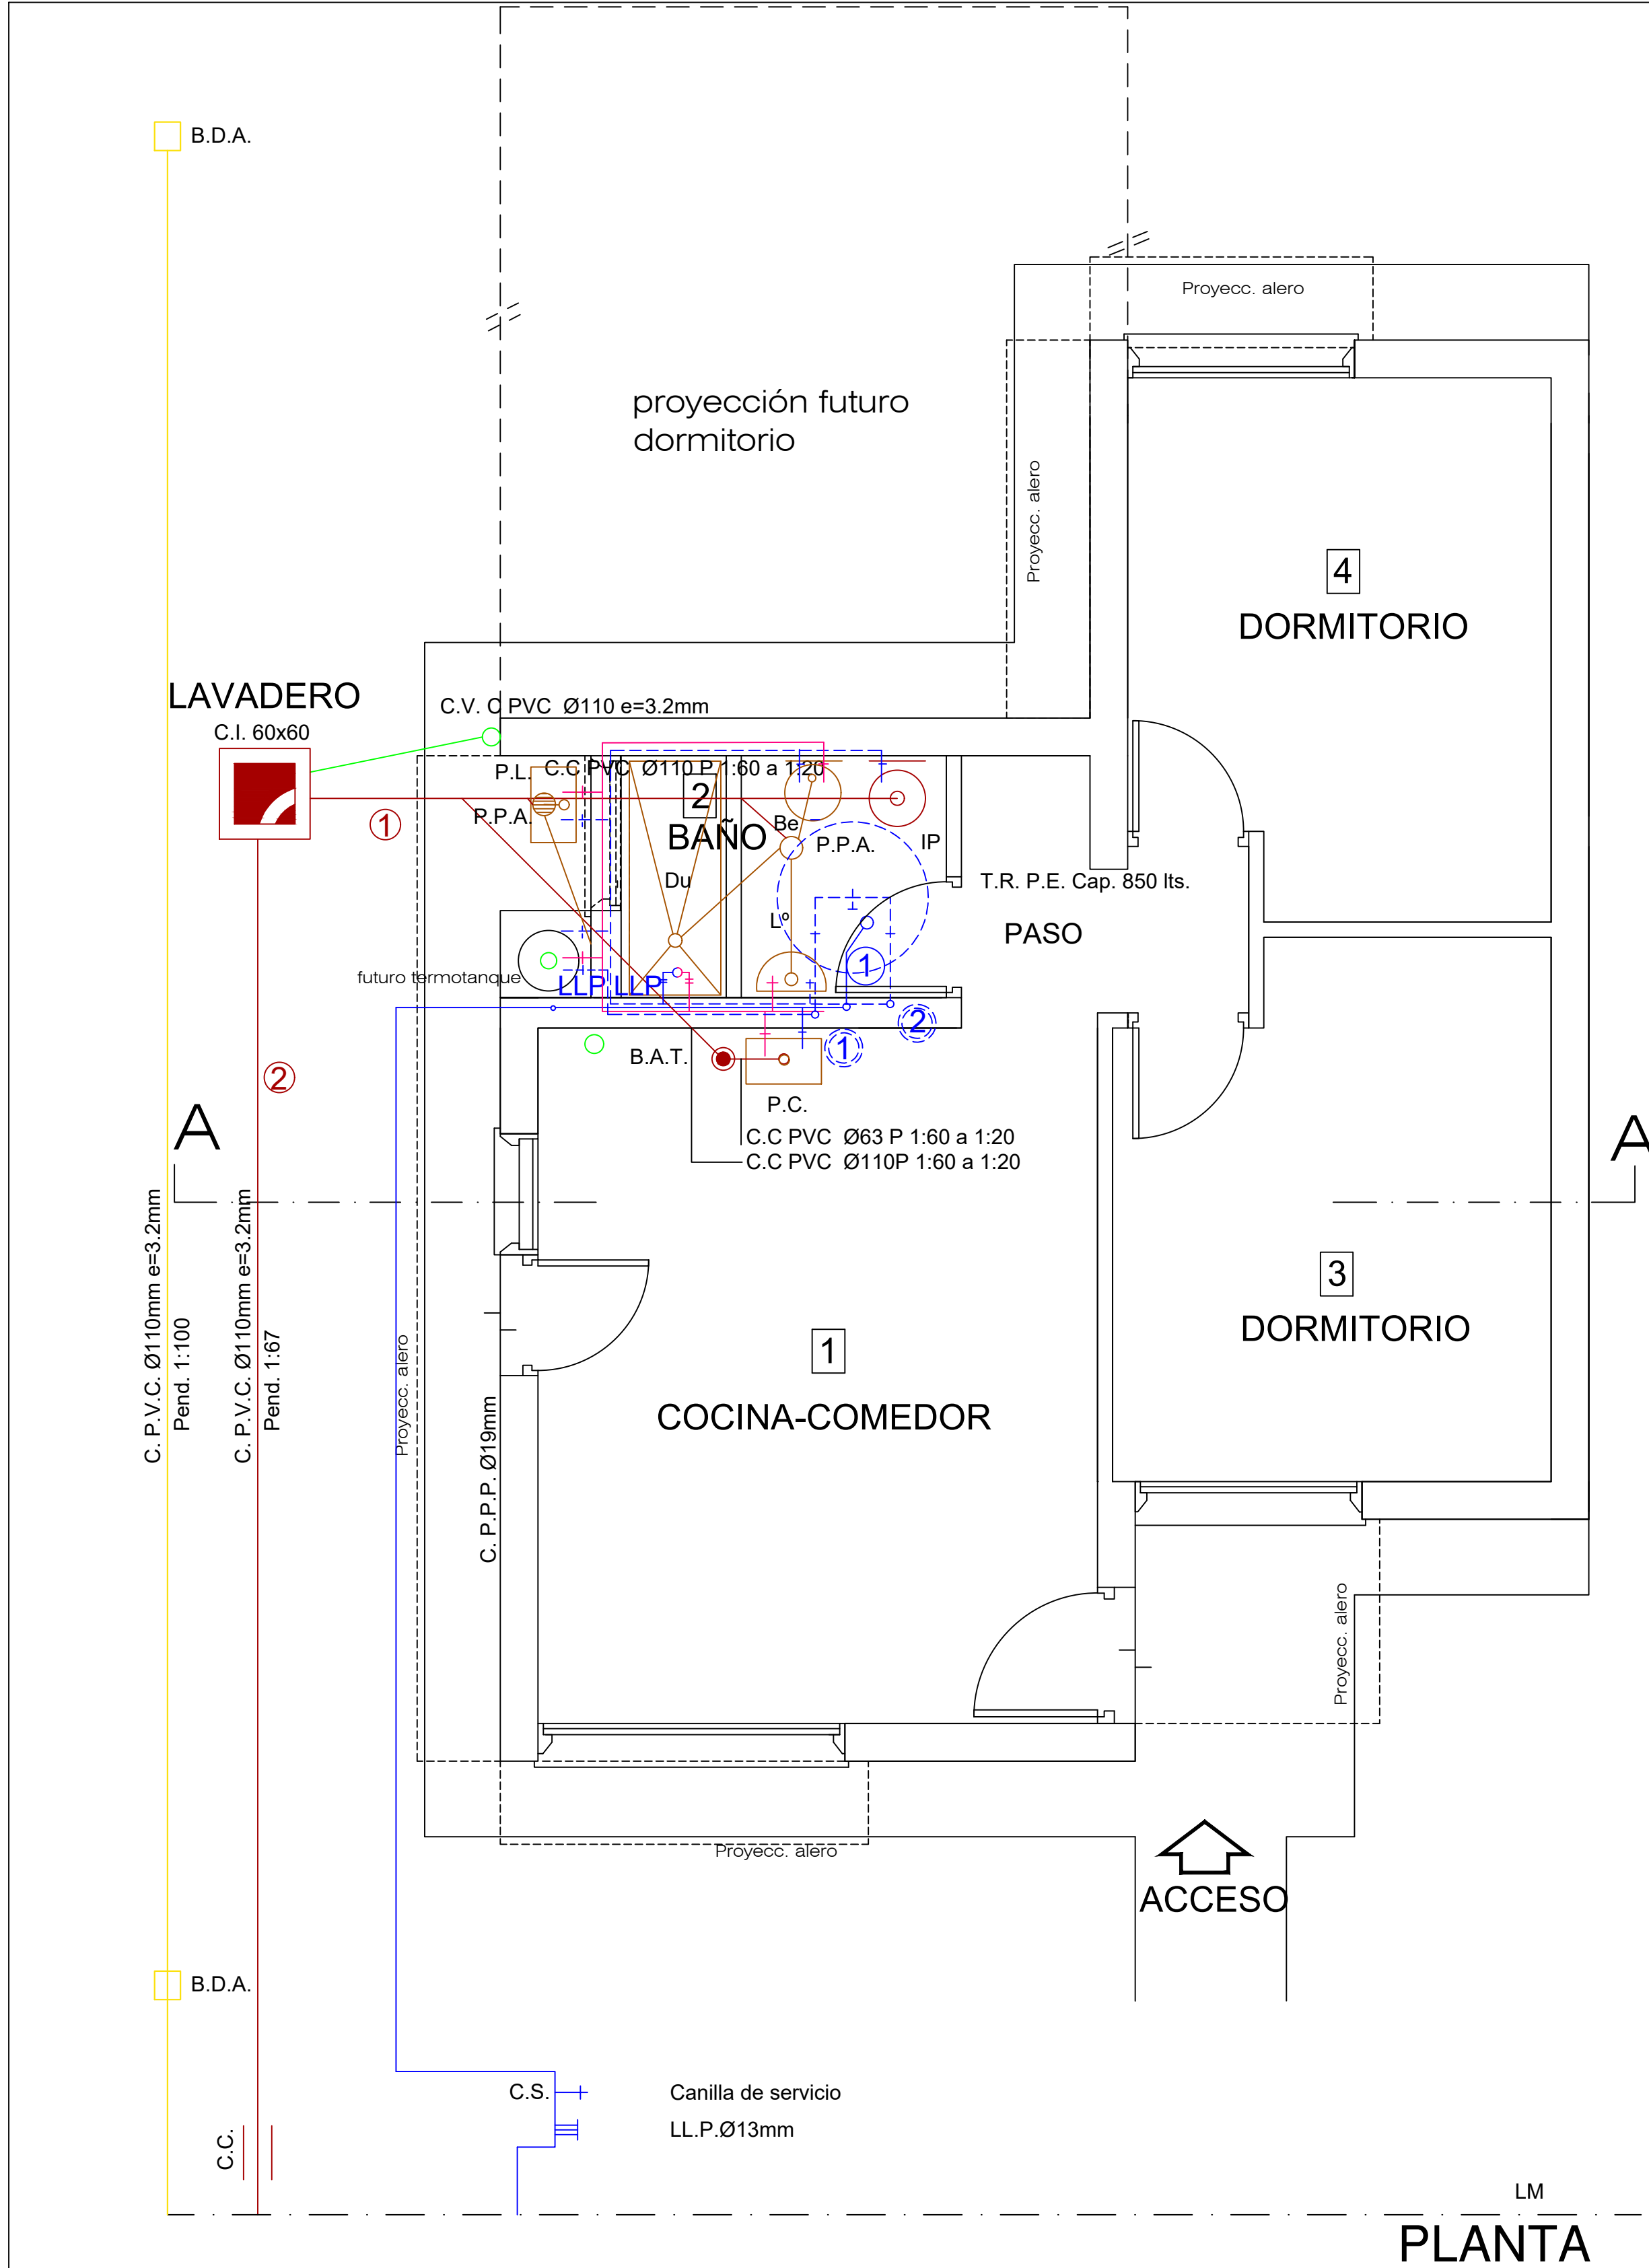 B.D.A.
Proyecc. alero
proyección futuro
dormitorio
Proyecc. alero
4
DORMITORIO
LAVADERO
C.I. 60x60
C.V. C PVC Ø110 e=3.2mm
P.L.
C.C PVC Ø110 P 1:60 a 1:20
2
BAÑO
P.P.A.
1
Be
P.P.A.
IP
Du
T.R. P.E. Cap. 850 lts.
Lº
PASO
1
futuro termotanque
LLP LLP
2
1
B.A.T.
2
P.C.
A
A
C.C PVC Ø63 P 1:60 a 1:20
C.C PVC Ø110P 1:60 a 1:20
C. P.V.C. Ø110mm e=3.2mm
Pend. 1:100
C. P.V.C. Ø110mm e=3.2mm
Pend. 1:67
3
DORMITORIO
1
COCINA-COMEDOR
Proyecc. alero
C. P.P.P. Ø19mm
Proyecc. alero
Proyecc. alero
ACCESO
B.D.A.
C.S.
Canilla de servicio
LL.P.Ø13mm
C.C.
LM
PLANTA